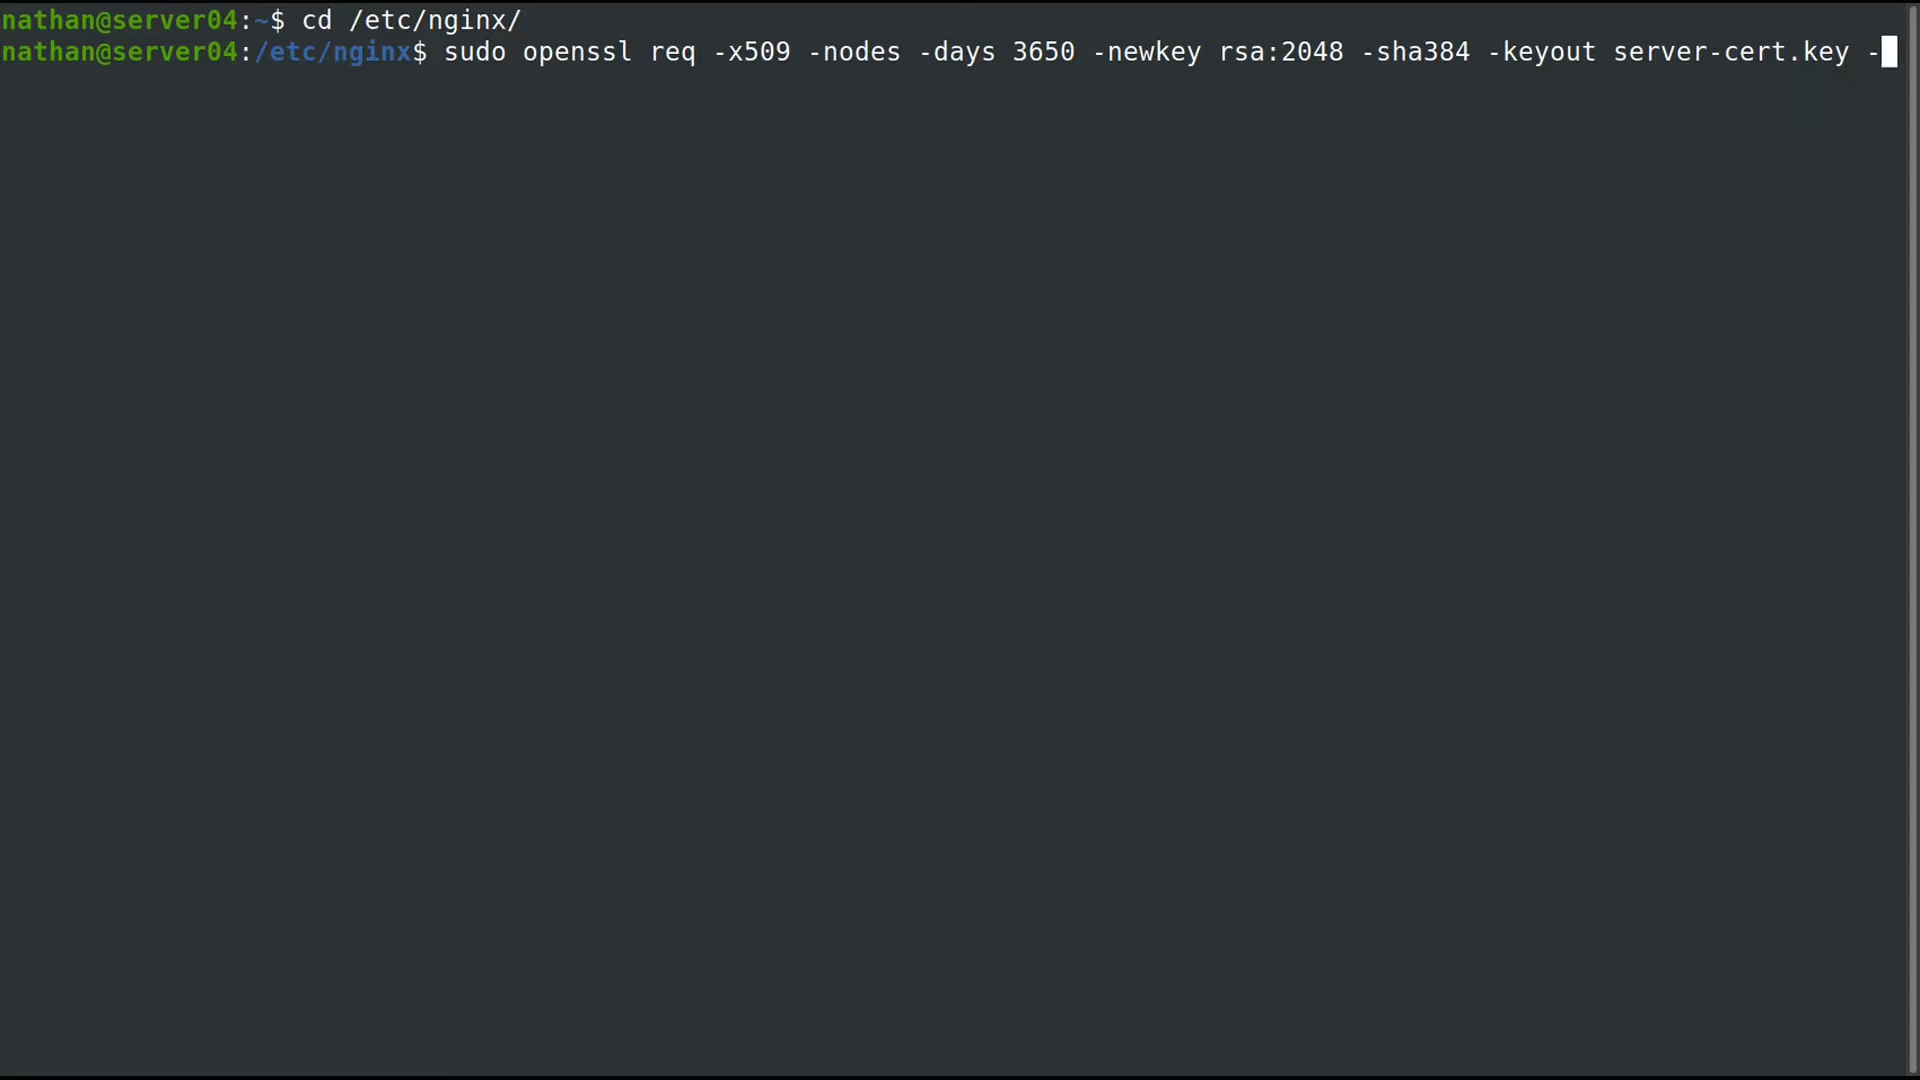 nathan@server04:~$ cd /etc/nginx/
nathan@server04:/etc/nginx$ sudo openssl req -x509 -nodes -days 3650 -newkey rsa:2048 -sha384 -keyout server-cert.key -